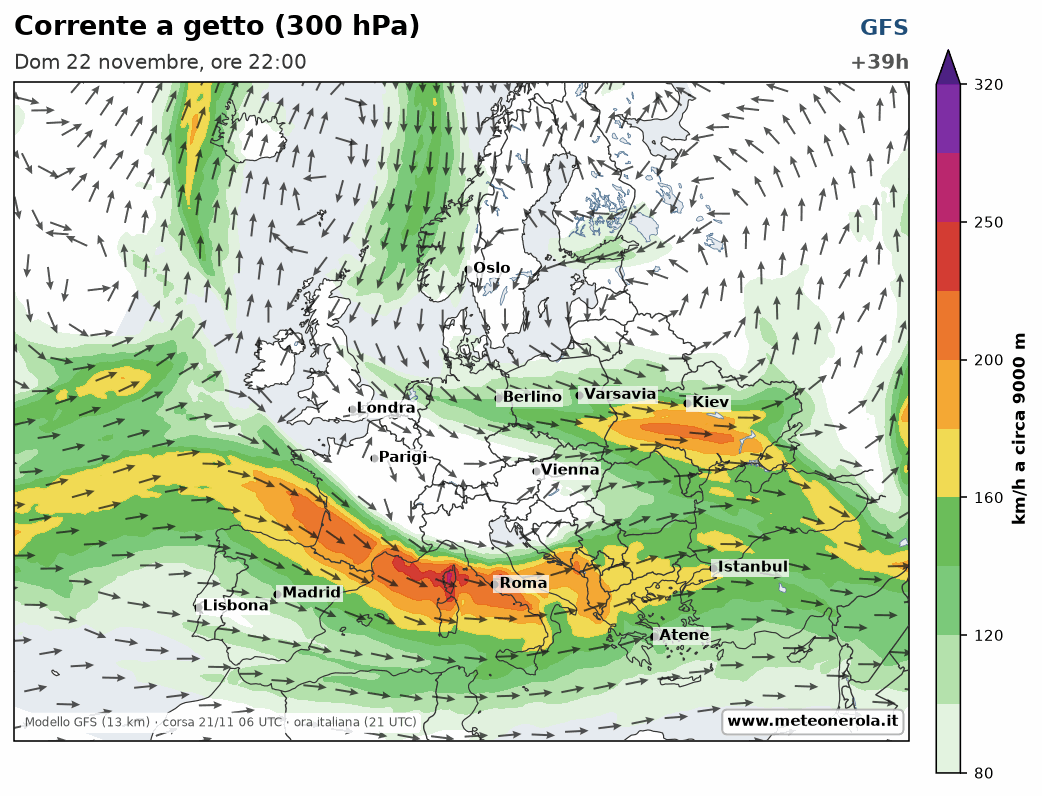 Corrente a getto (300 hPa)
GFS
Dom 22 novembre, ore 22:00
+39h
320
250
200
160
120
80
km/h a circa 9000 m
Oslo
Berlino
Varsavia
Kiev
Londra
Parigi
Vienna
Istanbul
Roma
Madrid
Lisbona
Atene
Modello GFS (13 km) · corsa 21/11 06 UTC · ora italiana (21 UTC)
www.meteonerola.it